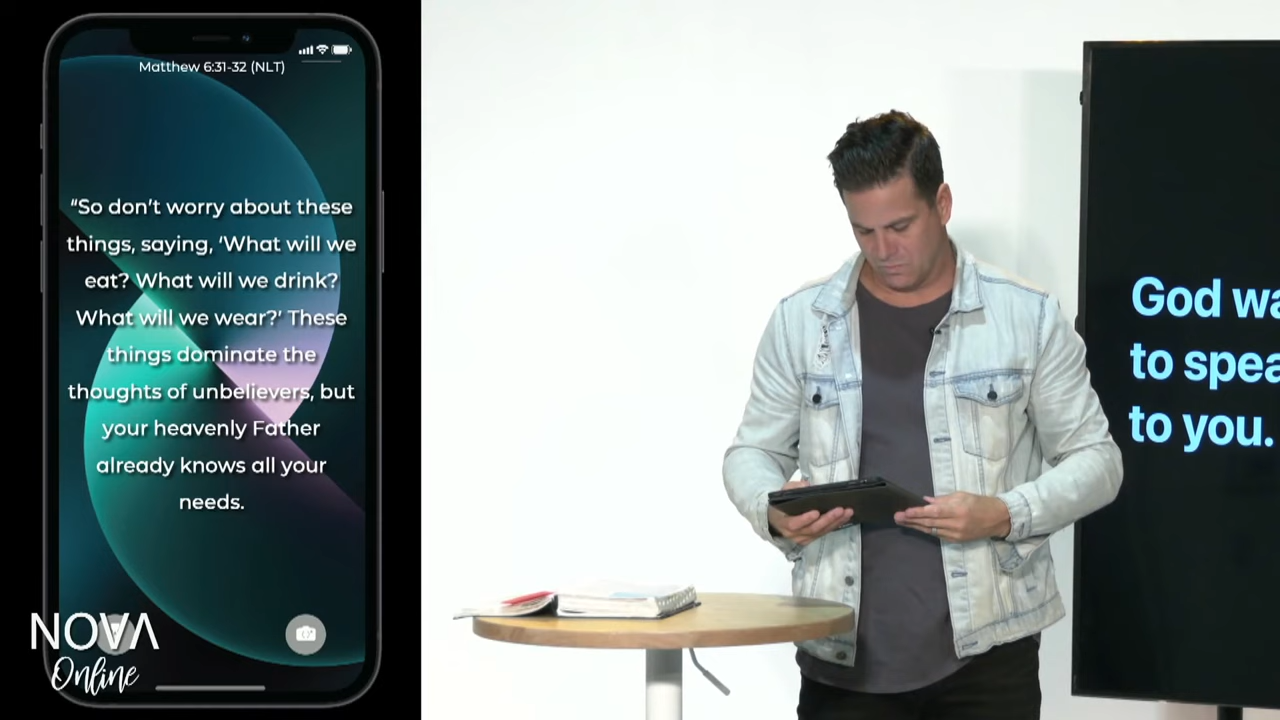 Matthew 6:31-32 (NLT)
“So don’t worry about these
things, saying, ‘What will we
eat? What will we drink?
What will we wear?’ These
things dominate the
thoughts of unbelievers, but
your heavenly Father
already knows all your
needs.
NOVA
Online
God
to
to you.